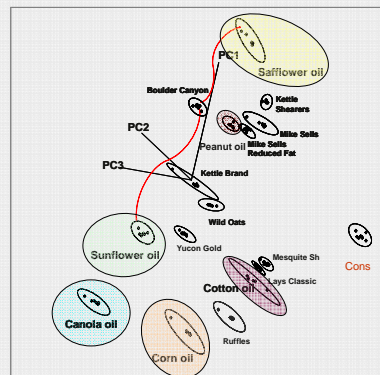 PC1
Safflower oil
Boulder Canyon
Kettle
Shearers
PC2
Mike Sells
Peanut oil
Mike Sells
Reduced Fat
PC3
Kettle Brand
Wild Oats
Yucon Gold
Sunflower oil
Mesquite Sh
Cons
Lays Classic
Cotton oil
Canola oil
Ruffles
Corn oil